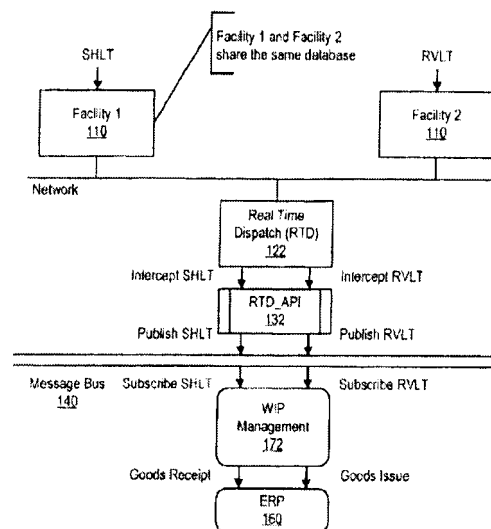 Facility 1 and Facility 2
share the same database
SHLT
RVLT
Facility 1
110
Facility 2
110
Network
Real Time
Dispatch (RTD)
122
Intercept SHLT
Intercept RVLT
RTD_API
132
Publish SHLT
Publish RVLT
Message Bus
140
Subscribe SHLT
Subscribe RVLT
WIP
Management
172
Goods Receipt
Goods Issue
ERP
160